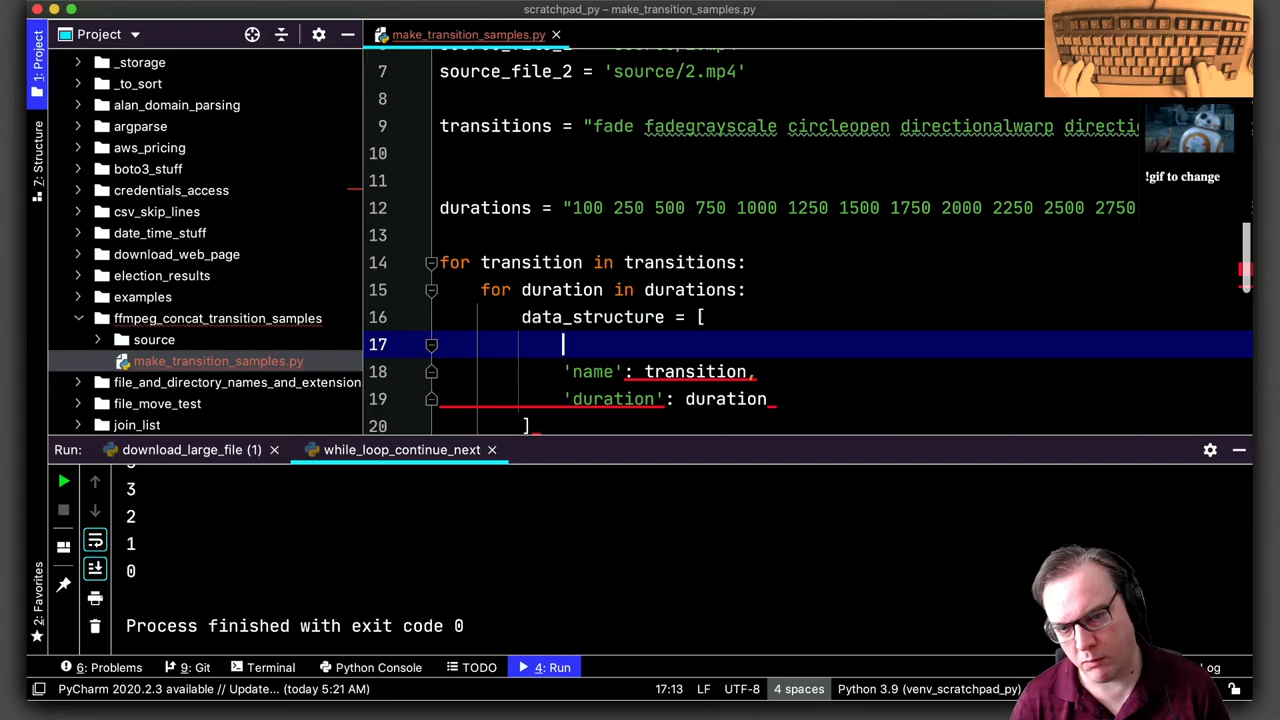 scratchpad_py – make_transition_samples.py
Project
make_transition_samples.py
1: Project
7: Structure
2: Favorites
_storage
_to_sort
alan_domain_parsing
argparse
aws_pricing
boto3_stuff
credentials_access
csv_skip_lines
date_time_stuff
download_web_page
election_results
examples
ffmpeg_concat_transition_samples
source
make_transition_samples.py
file_and_directory_names_and_extension
file_move_test
join_list
7 source_file_2 = 'source/2.mp4'
8
9 transitions = "fade fadegrayscale circleopen directionalwarp directi
10
11
12 durations = "100 250 500 750 1000 1250 1500 1750 2000 2250 2500 2750
13
14 for transition in transitions:
15 for duration in durations:
16 data_structure = [
17
18 'name': transition,
19 'duration': duration
20 ]
!gif to change
Run: download_large_file (1) while_loop_continue_next
3
2
1
0
Process finished with exit code 0
6: Problems 9: Git Terminal Python Console TODO 4: Run
PyCharm 2020.2.3 available // Update... (today 5:21 AM) 17:13 LF UTF-8 4 spaces Python 3.9 (venv_scratchpad_py)